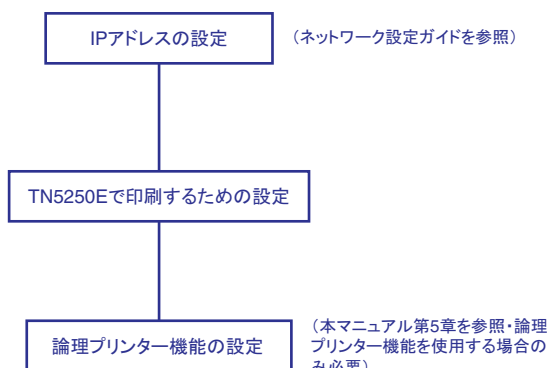 IPアドレスの設定
(ネットワーク設定ガイドを参照)
TN5250Eで印刷するための設定
論理プリンター機能の設定
(本マニュアル第5章を参照・論理
プリンター機能を使用する場合の
み必要)